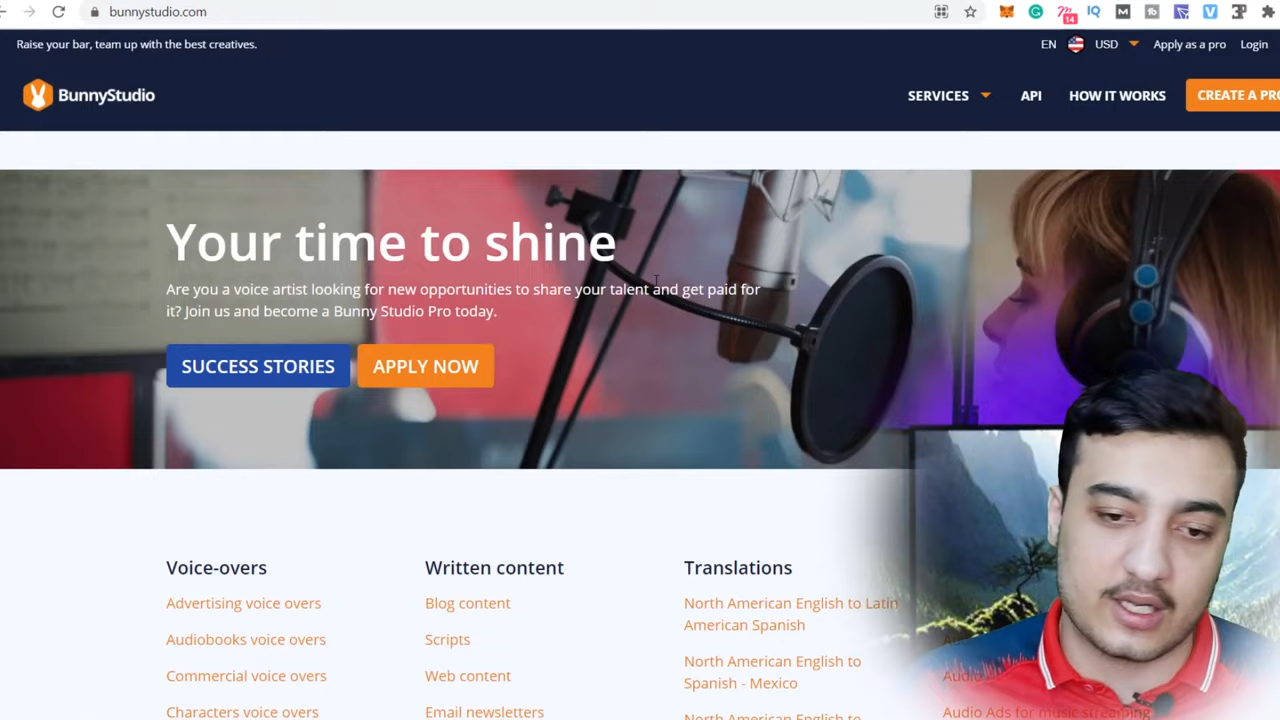 bunnystudio.com
14
Raise your bar, team up with the best creatives.
EN USD Apply as a pro Login
BunnyStudio
SERVICES API HOW IT WORKS CREATE A PRO
Your time to shine
Are you a voice artist looking for new opportunities to share your talent and get paid for
it? Join us and become a Bunny Studio Pro today.
SUCCESS STORIES APPLY NOW
Voice-overs
Advertising voice overs
Audiobooks voice overs
Commercial voice overs
Characters voice overs
Written content
Blog content
Scripts
Web content
Email newsletters
Translations
North American English to Latin
American Spanish
North American English to
Spanish - Mexico
North American English to
Audio Ads for music streaming